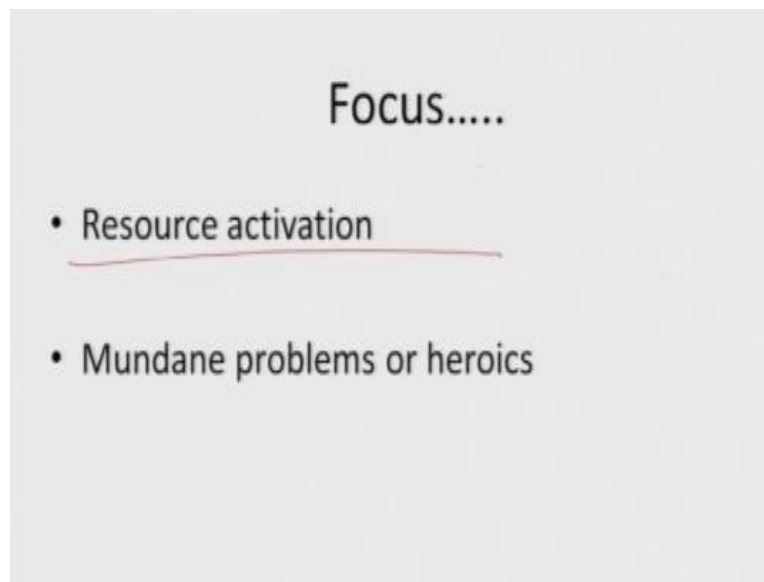 Focus.....
• Resource activation
• Mundane problems or heroics